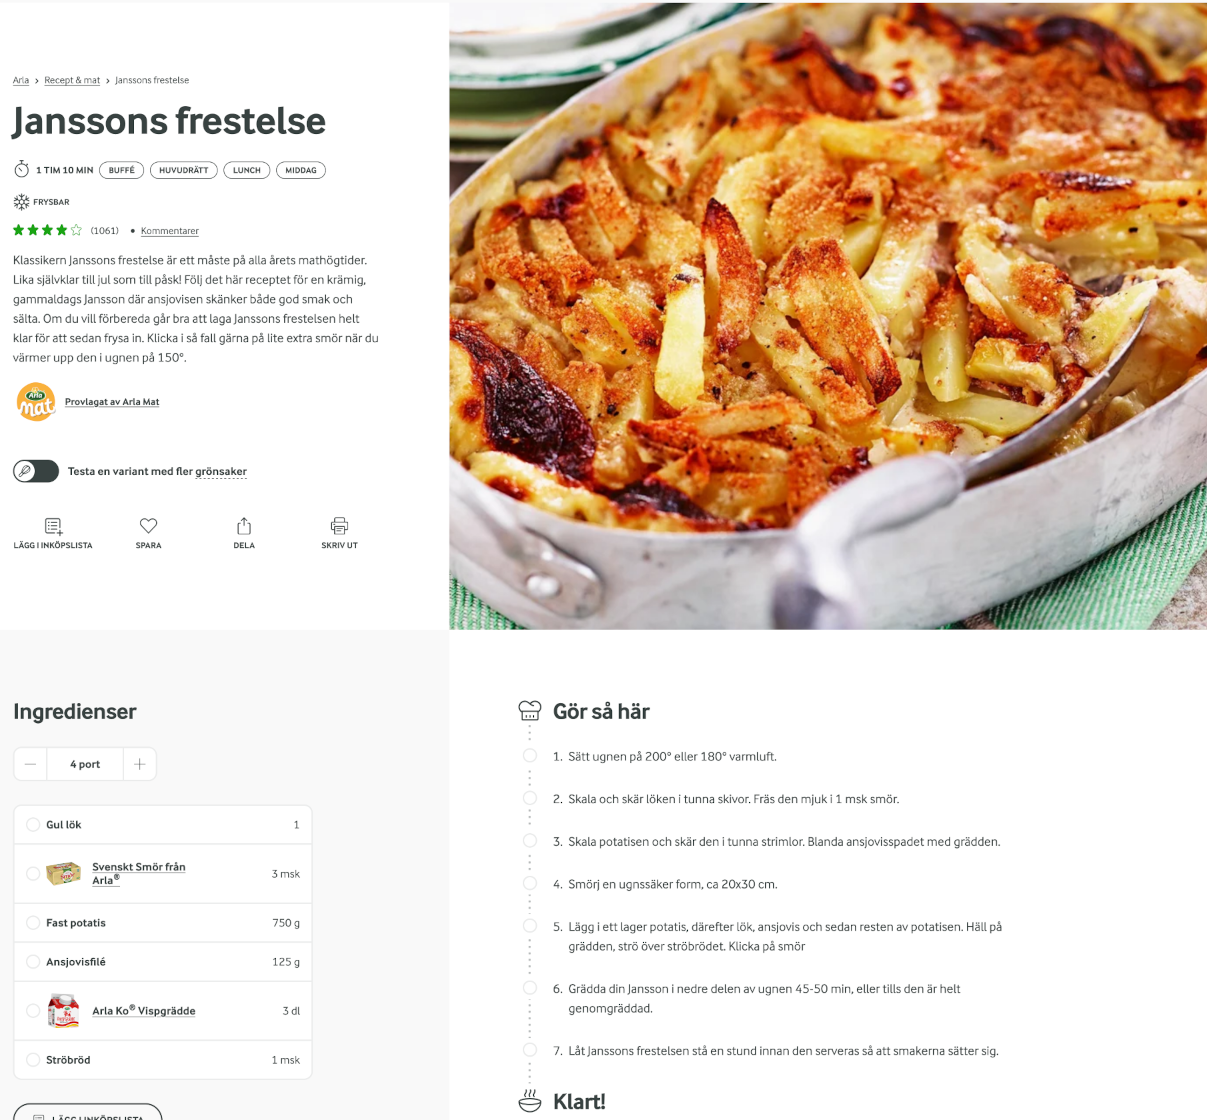 Arla > Recept & mat > Janssons frestelse
Janssons frestelse
1 TIM 10 MIN BUFFÉ HUVUDRÄTT LUNCH MIDDAG
FRYSBAR
(1061) • Kommentarer
Klassikern Janssons frestelse är ett måste på alla årets mathögtider.
Lika självklar till jul som till påsk! Följ det här receptet för en krämig,
gammaldags Jansson där ansjovisen skänker både god smak och
sälta. Om du vill förbereda går bra att laga Janssons frestelsen helt
klar för att sedan frysa in. Klicka i så fall gärna på lite extra smör när du
värmer upp den i ugnen på 150°.
Arla
mat
Provlagat av Arla Mat
Testa en variant med fler grönsaker
LÄGG I INKÖPSLISTA SPARA DELA SKRIV UT
Ingredienser
4 port
Gul lök 1
Svenskt Smör från
Arla® 3 msk
Fast potatis 750 g
Ansjovisfilé 125 g
Arla Ko® Vispgrädde 3 dl
Ströbröd 1 msk
LÄGG I INKÖPSLISTA
Gör så här
1. Sätt ugnen på 200° eller 180° varmluft.
2. Skala och skär löken i tunna skivor. Fräs den mjuk i 1 msk smör.
3. Skala potatisen och skär den i tunna strimlor. Blanda ansjovisspadet med grädden.
4. Smörj en ugnssäker form, ca 20x30 cm.
5. Lägg i ett lager potatis, därefter lök, ansjovis och sedan resten av potatisen. Häll på
grädden, strö över ströbrödet. Klicka på smör
6. Grädda din Jansson i nedre delen av ugnen 45-50 min, eller tills den är helt
genomgräddad.
7. Låt Janssons frestelsen stå en stund innan den serveras så att smakerna sätter sig.
Klart!